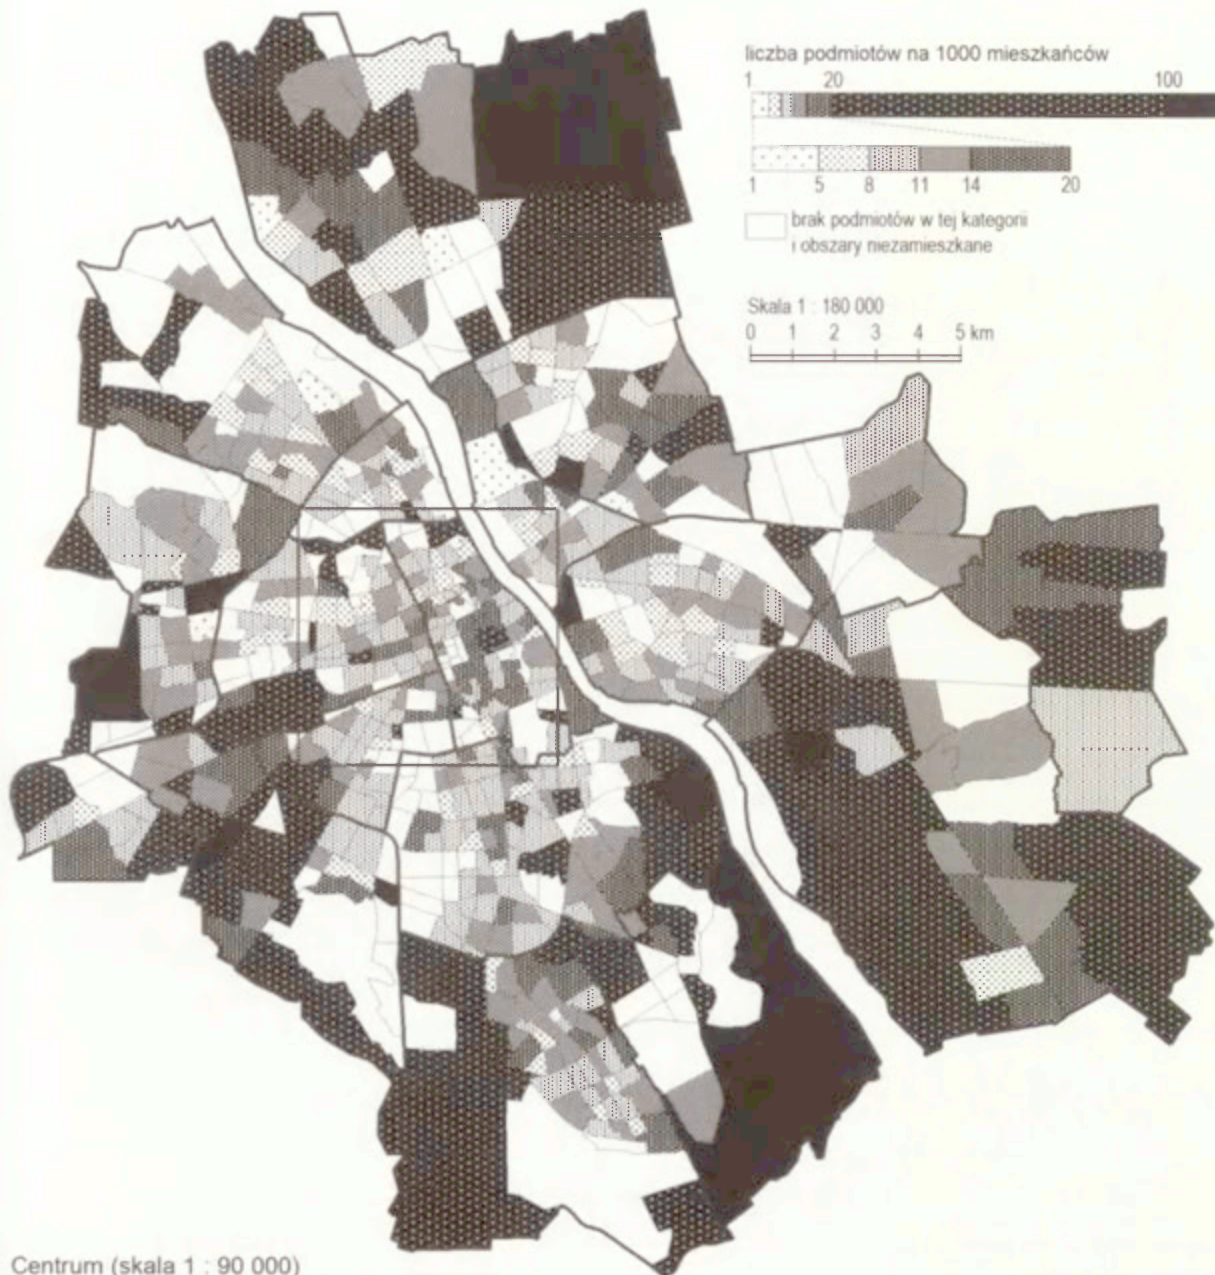 liczba podmiotów na 1000 mieszkańców
1 20 100
1 5 8 11 14 20
brak podmiotów w tej kategorii
i obszary niezamieszkane
Skala 1 : 180 000
0 1 2 3 4 5 km
Centrum (skala 1 : 90 000)